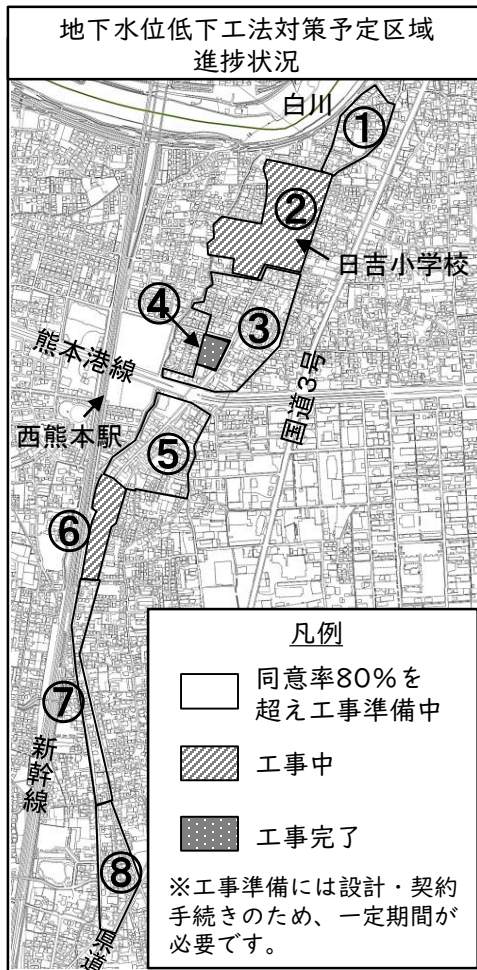 地下水位低下工法対策予定区域
進捗状況
白川
①
②
日吉小学校
④
③
熊本港線
国道3号
西熊本駅
⑤
⑥
凡例
同意率80%を
超え工事準備中
⑦
新幹線
工事中
工事完了
⑧
※工事準備には設計・契約
手続きのため、一定期間が
必要です。
県道